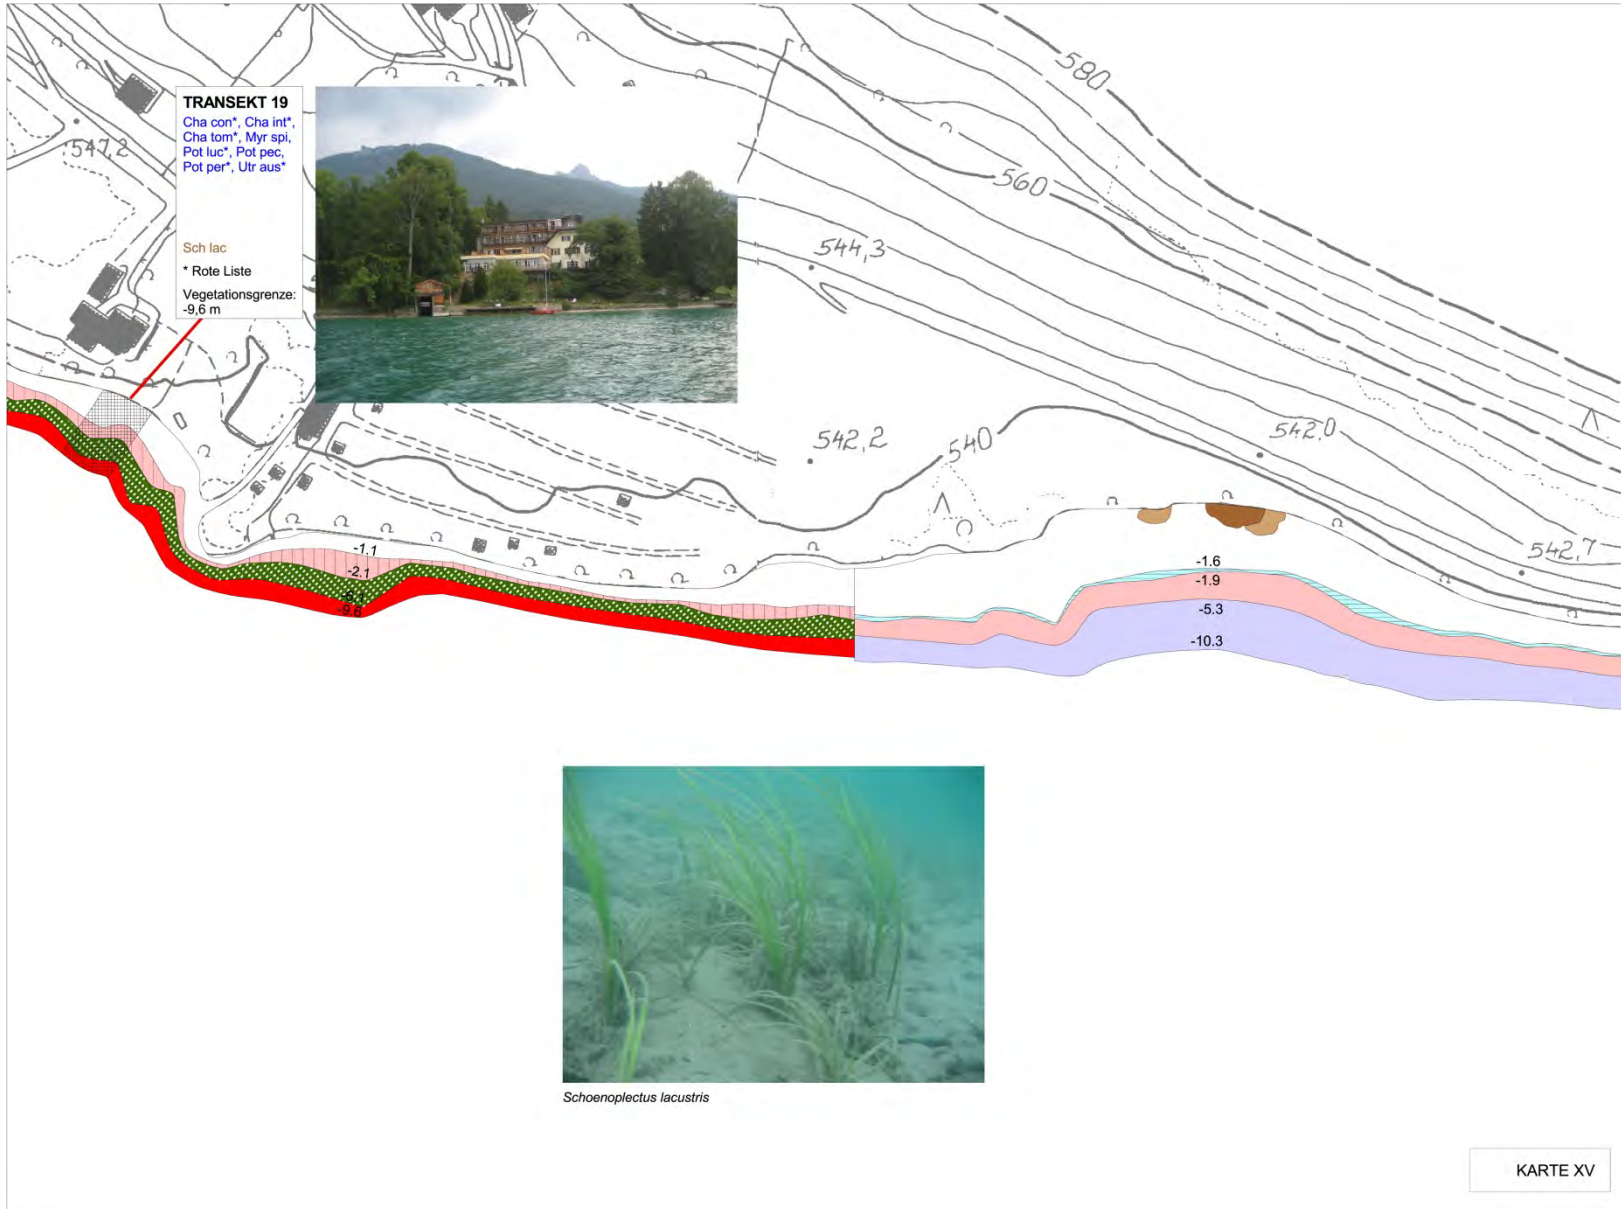 580
TRANSEKT 19
Cha con*, Cha int*,
Cha tom*, Myr spi,
Pot luc*, Pot pec,
Pot per*, Utr aus*
547,2
560
Sch lac
* Rote Liste
Vegetationsgrenze:
-9,6 m
544,3
542,2
540
542,0
542,7
-1.1
-2.1
-6.1
-9.6
-1.6
-1.9
-5.3
-10.3
Schoenoplectus lacustris
KARTE XV